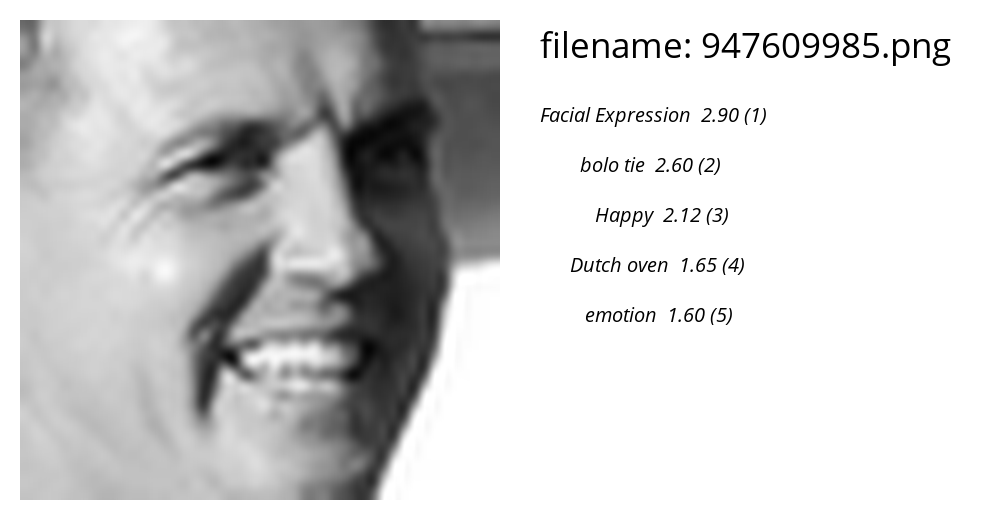 filename: 947609985.png
Facial Expression 2.90 (1)
bolo tie 2.60 (2)
Happy 2.12 (3)
Dutch oven 1.65 (4)
emotion 1.60 (5)